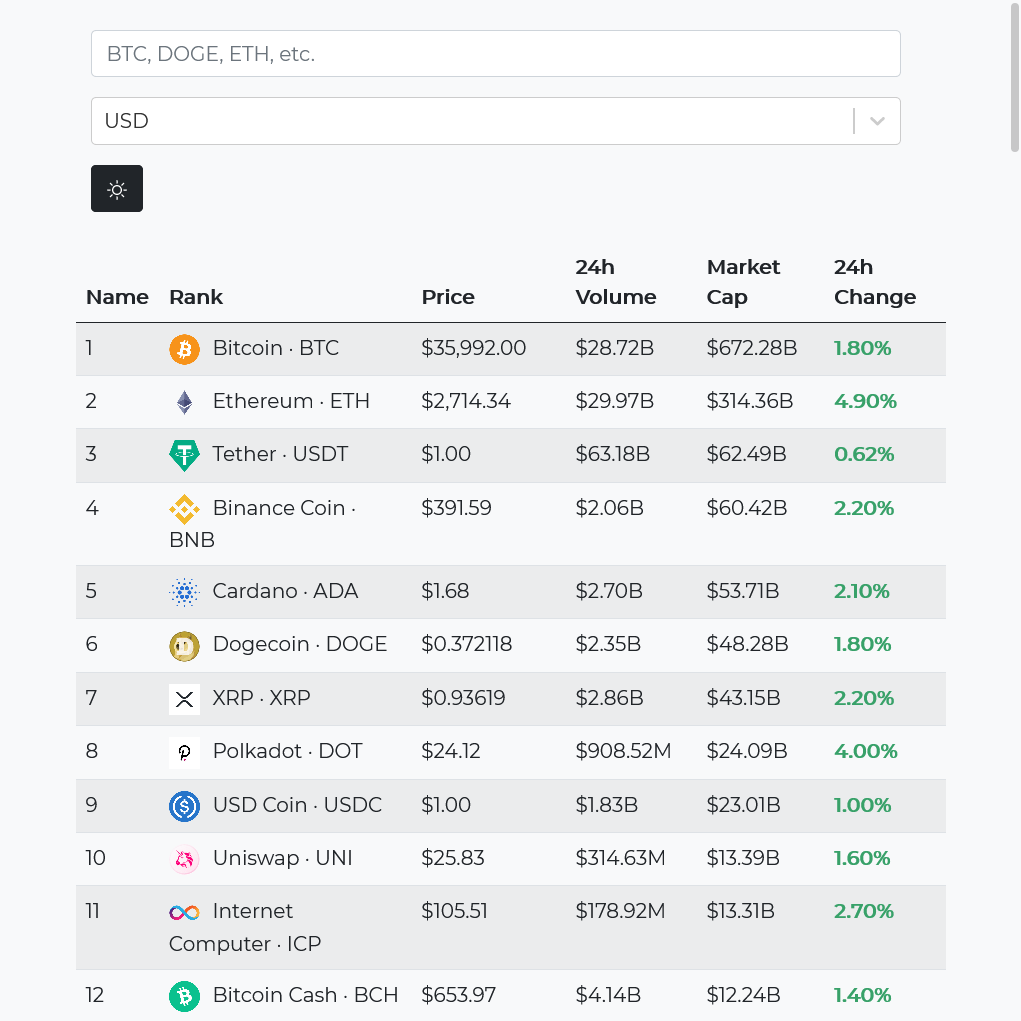 BTC, DOGE, ETH, etc.
USD
Name Rank Price 24h Volume Market Cap 24h Change
1 Bitcoin · BTC $35,992.00 $28.72B $672.28B 1.80%
2 Ethereum · ETH $2,714.34 $29.97B $314.36B 4.90%
3 Tether · USDT $1.00 $63.18B $62.49B 0.62%
4 Binance Coin · BNB $391.59 $2.06B $60.42B 2.20%
5 Cardano · ADA $1.68 $2.70B $53.71B 2.10%
6 Dogecoin · DOGE $0.372118 $2.35B $48.28B 1.80%
7 XRP · XRP $0.93619 $2.86B $43.15B 2.20%
8 Polkadot · DOT $24.12 $908.52M $24.09B 4.00%
9 USD Coin · USDC $1.00 $1.83B $23.01B 1.00%
10 Uniswap · UNI $25.83 $314.63M $13.39B 1.60%
11 Internet Computer · ICP $105.51 $178.92M $13.31B 2.70%
12 Bitcoin Cash · BCH $653.97 $4.14B $12.24B 1.40%